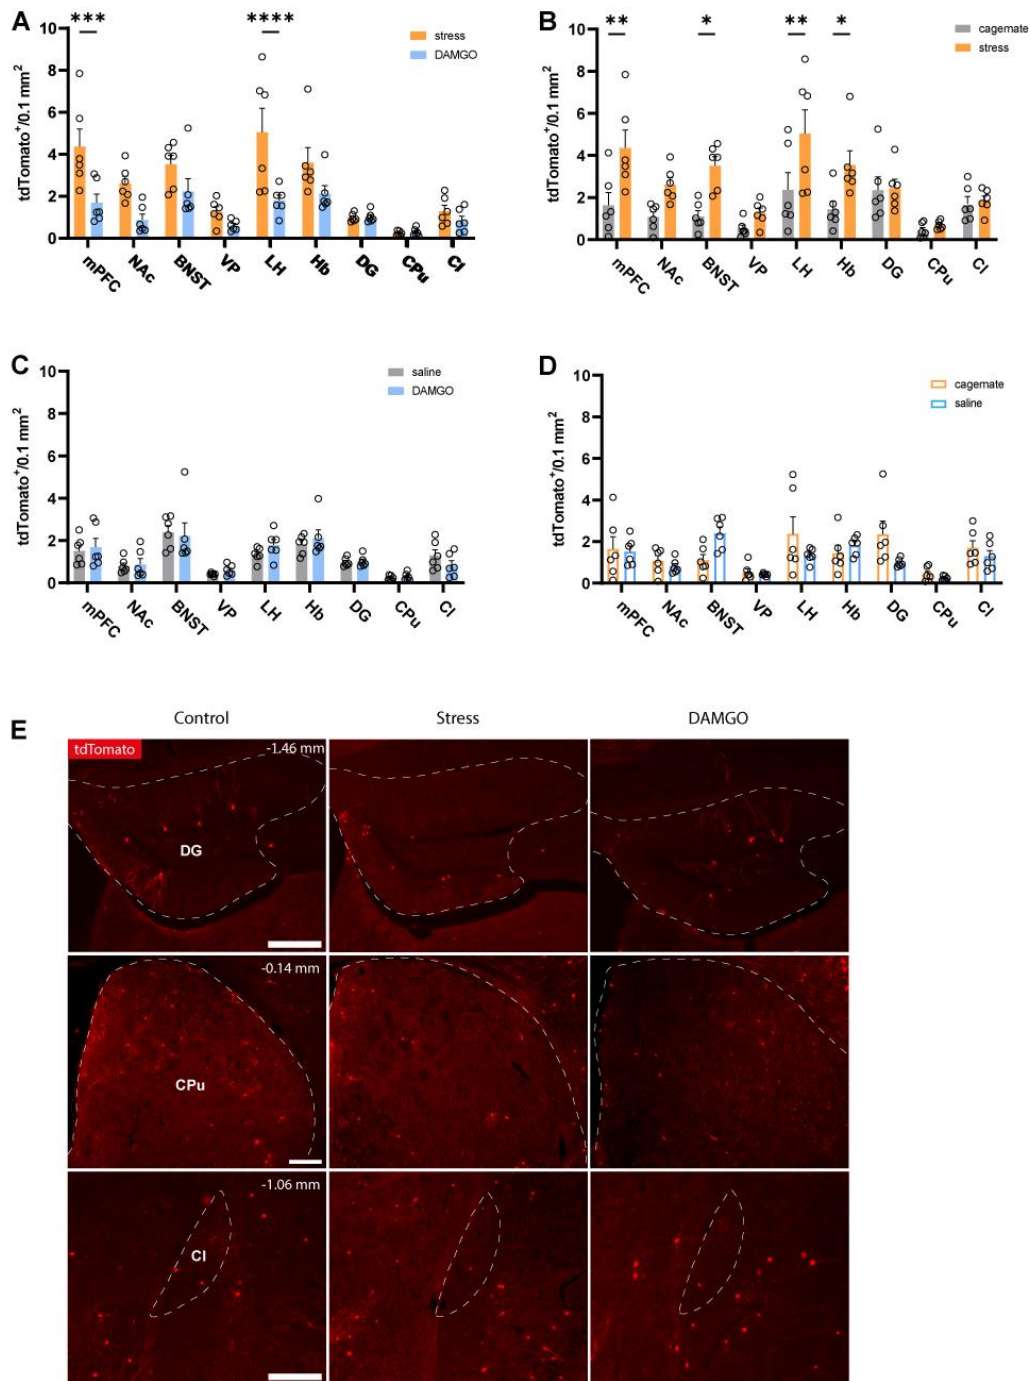 A
*** ****
10
8
6
4
2
0
tdTomato+/0.1 mm²
stress
DAMGO
mPFC NAc BNST VP LH Hb DG CPu Cl
B
** * ** *
10
8
6
4
2
0
tdTomato+/0.1 mm²
cagemate
stress
mPFC NAc BNST VP LH Hb DG CPu Cl
C
10
8
6
4
2
0
tdTomato+/0.1 mm²
saline
DAMGO
mPFC NAc BNST VP LH Hb DG CPu Cl
D
10
8
6
4
2
0
tdTomato+/0.1 mm²
cagemate
saline
mPFC NAc BNST VP LH Hb DG CPu Cl
E
Control Stress DAMGO
tdTomato -1.46 mm
DG
-0.14 mm
CPu
-1.06 mm
Cl